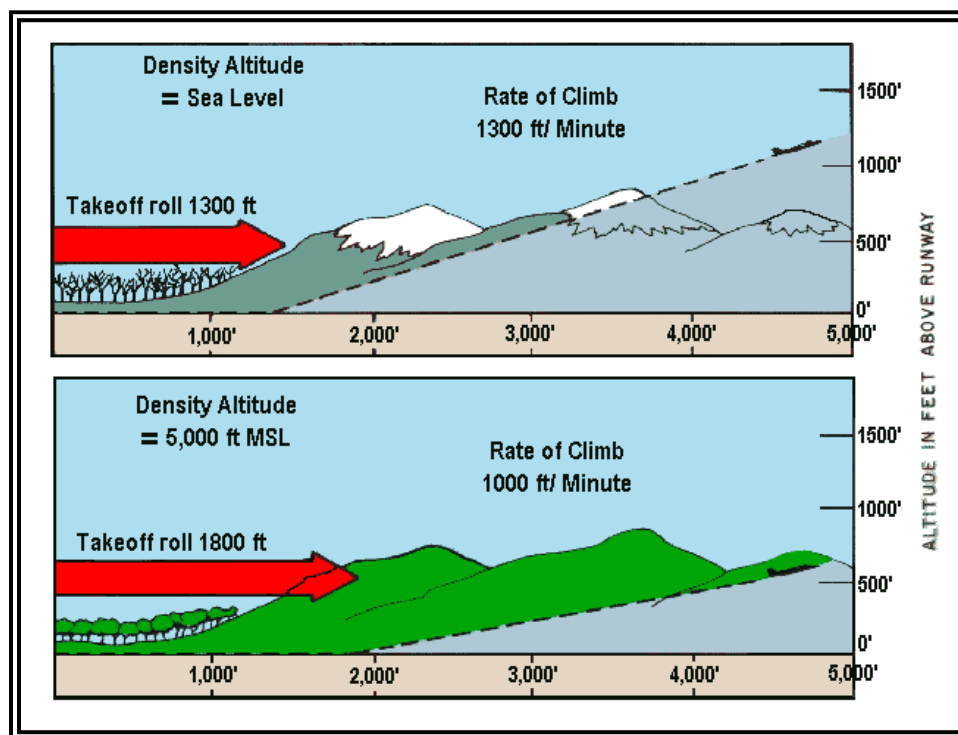 Density Altitude
= Sea Level
Rate of Climb
1300 ft/ Minute
Takeoff roll 1300 ft
1500'
1000'
500'
0'
1,000'
2,000'
3,000'
4,000'
5,000'
Density Altitude
= 5,000 ft MSL
Rate of Climb
1000 ft/ Minute
Takeoff roll 1800 ft
1500'
1000'
500'
0'
1,000'
2,000'
3,000'
4,000'
5,000'
ALTITUDE IN FEET ABOVE RUNWAY